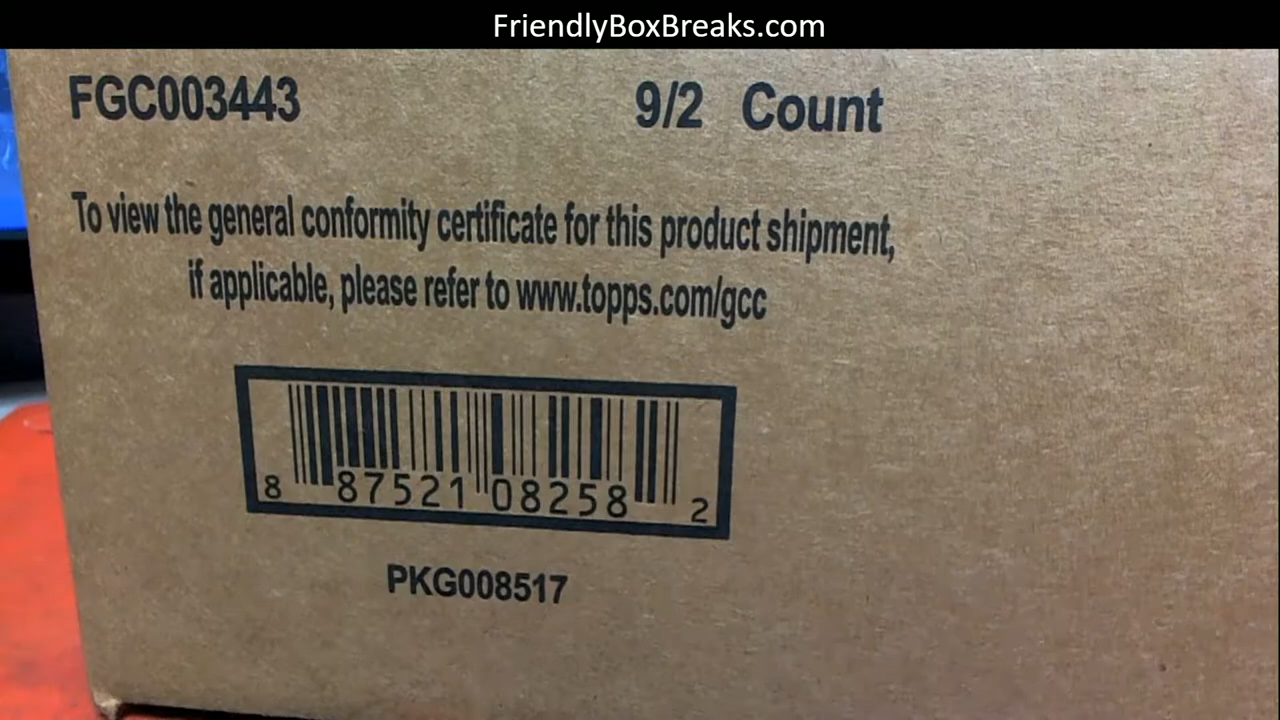 FriendlyBoxBreaks.com
FGC003443 9/2 Count
To view the general conformity certificate for this product shipment,
if applicable, please refer to www.topps.com/gcc
8 87521 08258 2
PKG008517